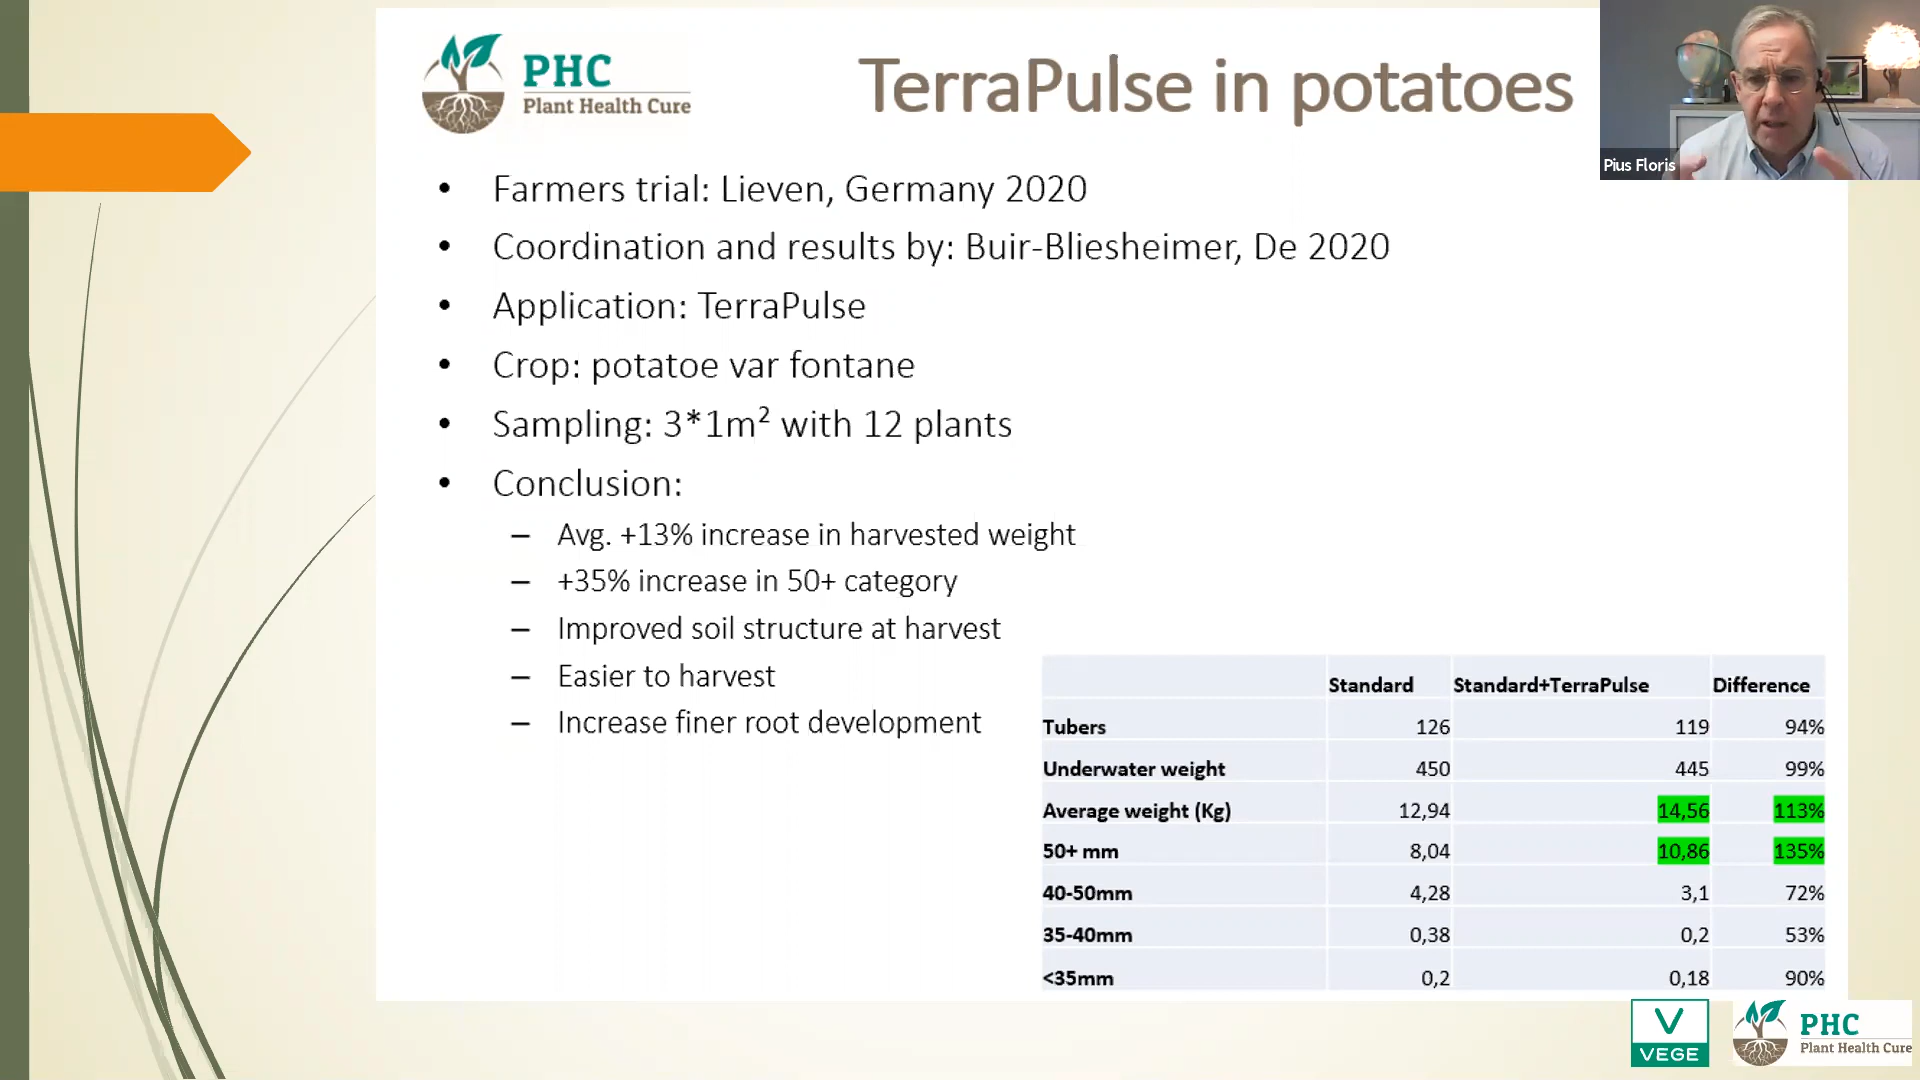 PHC
Plant Health Cure
TerraPulse in potatoes
Pius Floris
• Farmers trial: Lieven, Germany 2020
• Coordination and results by: Buir-Bliesheimer, De 2020
• Application: TerraPulse
• Crop: potatoe var fontane
• Sampling: 3*1m² with 12 plants
• Conclusion:
– Avg. +13% increase in harvested weight
– +35% increase in 50+ category
– Improved soil structure at harvest
– Easier to harvest
– Increase finer root development
Standard Standard+TerraPulse Difference
Tubers 126 119 94%
Underwater weight 450 445 99%
Average weight (Kg) 12,94 14,56 113%
50+ mm 8,04 10,86 135%
40-50mm 4,28 3,1 72%
35-40mm 0,38 0,2 53%
<35mm 0,2 0,18 90%
V
VEGE
PHC
Plant Health Cure